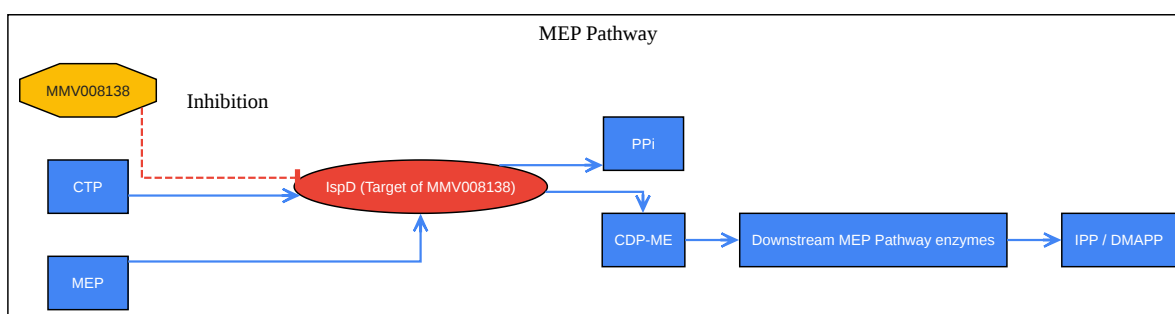 MEP Pathway
MMV008138
Inhibition
PPi
CTP
IspD (Target of MMV008138)
CDP-ME
Downstream MEP Pathway enzymes
IPP / DMAPP
MEP